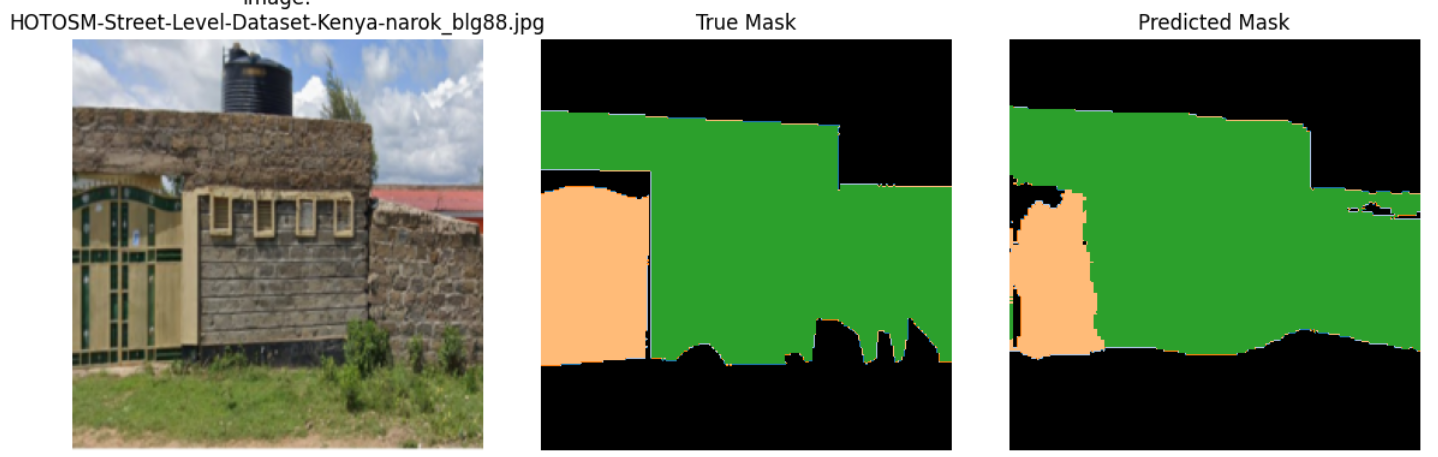 Image:
HOTOSM-Street-Level-Dataset-Kenya-narok_blg88.jpg
True Mask
Predicted Mask